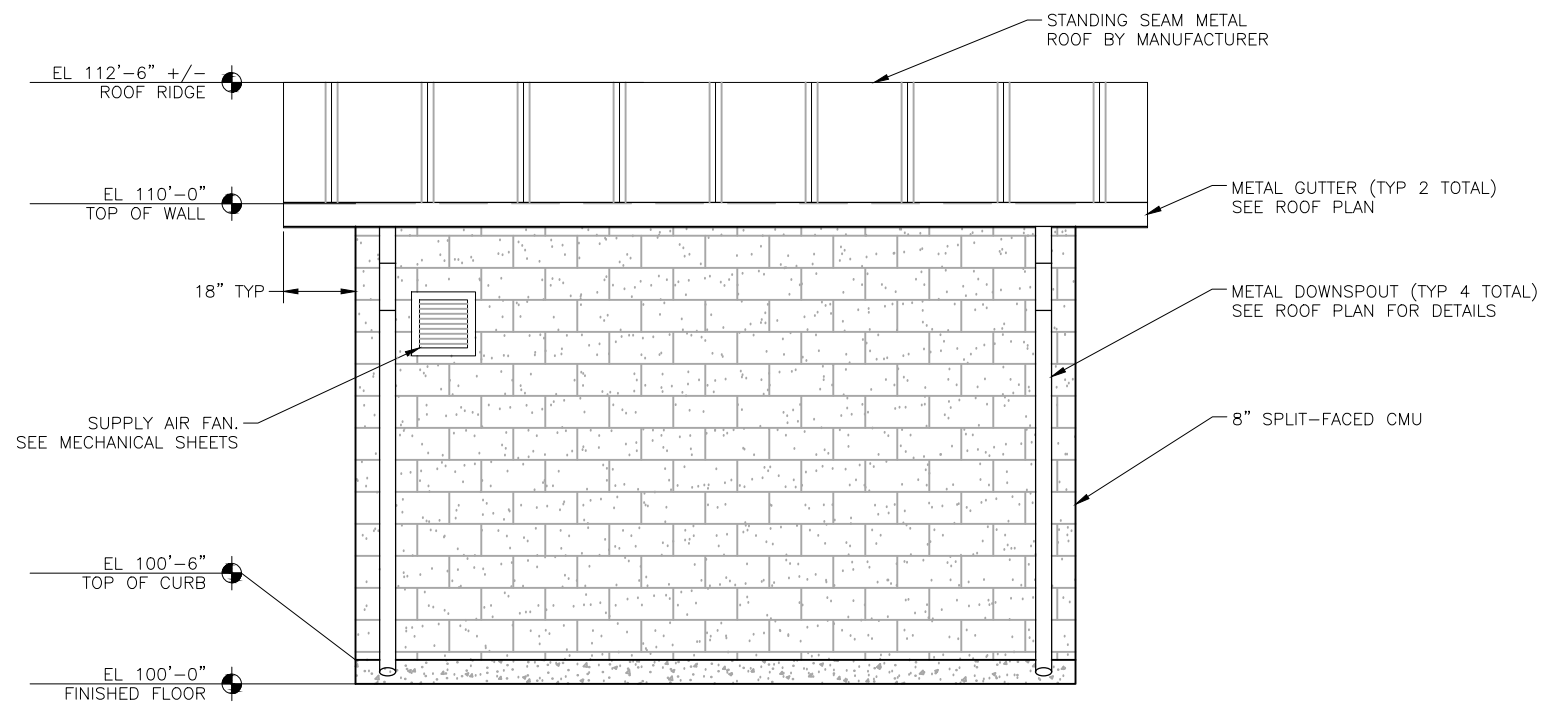 STANDING SEAM METAL
ROOF BY MANUFACTURER
EL 112'-6" +/-
ROOF RIDGE
EL 110'-0"
TOP OF WALL
METAL GUTTER (TYP 2 TOTAL)
SEE ROOF PLAN
18" TYP
METAL DOWNSPOUT (TYP 4 TOTAL)
SEE ROOF PLAN FOR DETAILS
SUPPLY AIR FAN.
SEE MECHANICAL SHEETS
8" SPLIT-FACED CMU
EL 100'-6"
TOP OF CURB
EL 100'-0"
FINISHED FLOOR